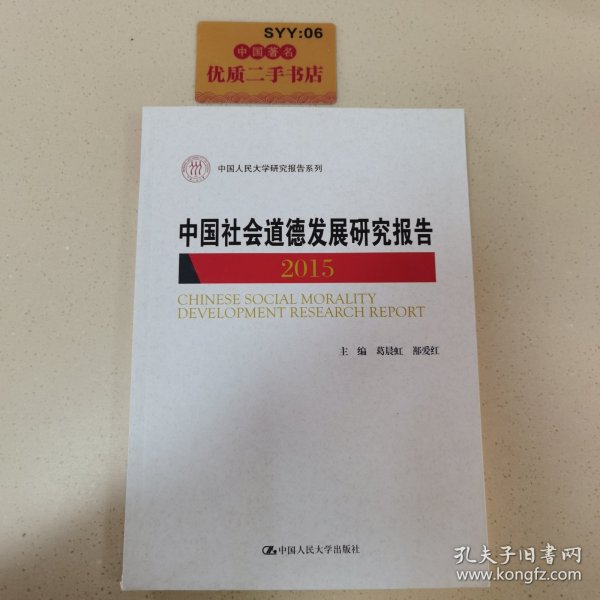 SYY:06
中国著名
优质二手书店
中国人民大学研究报告系列
中国社会道德发展研究报告
2015
CHINESE SOCIAL MORALITY
DEVELOPMENT RESEARCH REPORT
主 编 葛晨虹 鄯爱红
中国人民大学出版社
孔夫子旧书网
www.kongfz.com